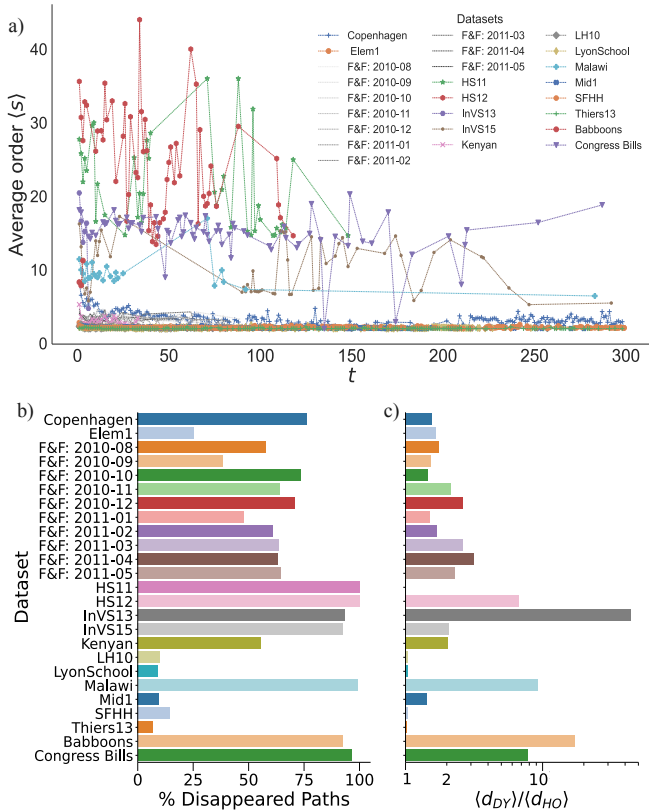 a)
Average order ⟨s⟩
40
30
20
10
0
0
50
100
150
200
250
300
t
Datasets
Copenhagen
Elem1
F&F: 2010-08
F&F: 2010-09
F&F: 2010-10
F&F: 2010-11
F&F: 2010-12
F&F: 2011-01
F&F: 2011-02
F&F: 2011-03
F&F: 2011-04
F&F: 2011-05
HS11
HS12
InVS13
InVS15
Kenyan
LH10
LyonSchool
Malawi
Mid1
SFHH
Thiers13
Babboons
Congress Bills
b)
Dataset
Copenhagen
Elem1
F&F: 2010-08
F&F: 2010-09
F&F: 2010-10
F&F: 2010-11
F&F: 2010-12
F&F: 2011-01
F&F: 2011-02
F&F: 2011-03
F&F: 2011-04
F&F: 2011-05
HS11
HS12
InVS13
InVS15
Kenyan
LH10
LyonSchool
Malawi
Mid1
SFHH
Thiers13
Babboons
Congress Bills
0
25
50
75
100
% Disappeared Paths
c)
1
2
10
⟨d_DY⟩/⟨d_HO⟩